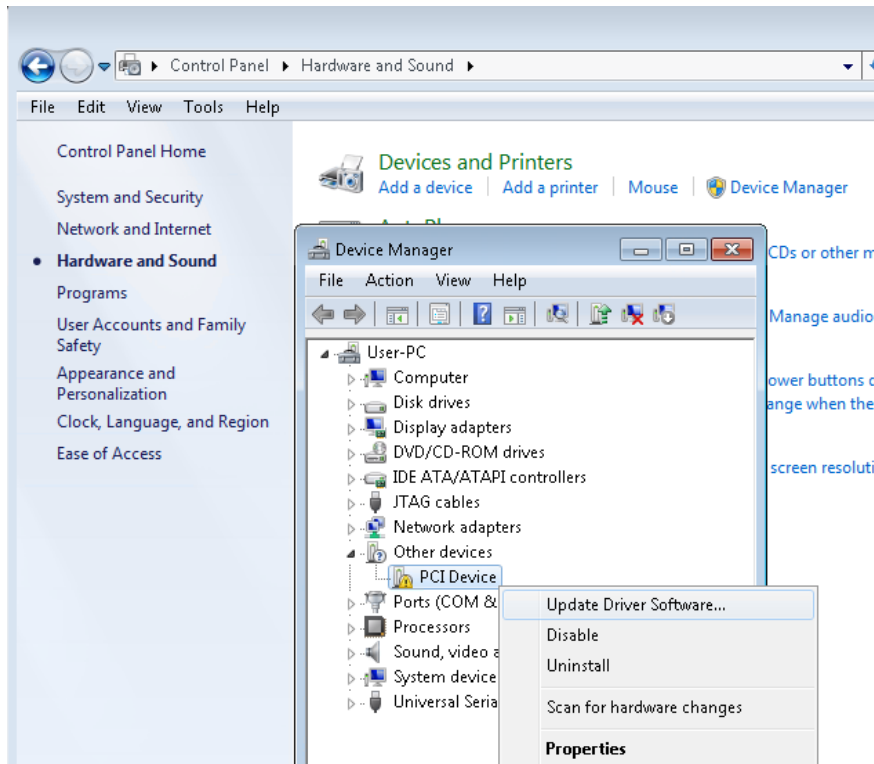 Control Panel Hardware and Sound
File Edit View Tools Help
Control Panel Home
System and Security
Network and Internet
Hardware and Sound
Programs
User Accounts and Family
Safety
Appearance and
Personalization
Clock, Language, and Region
Ease of Access
Devices and Printers
Add a device Add a printer Mouse Device Manager
CDs or other
Manage audio
ower buttons
ange when the
screen resoluti
Device Manager
File Action View Help
User-PC
Computer
Disk drives
Display adapters
DVD/CD-ROM drives
IDE ATA/ATAPI controllers
JTAG cables
Network adapters
Other devices
PCI Device
Ports (COM &
Processors
Sound, video
System device
Universal Seria
Update Driver Software...
Disable
Uninstall
Scan for hardware changes
Properties